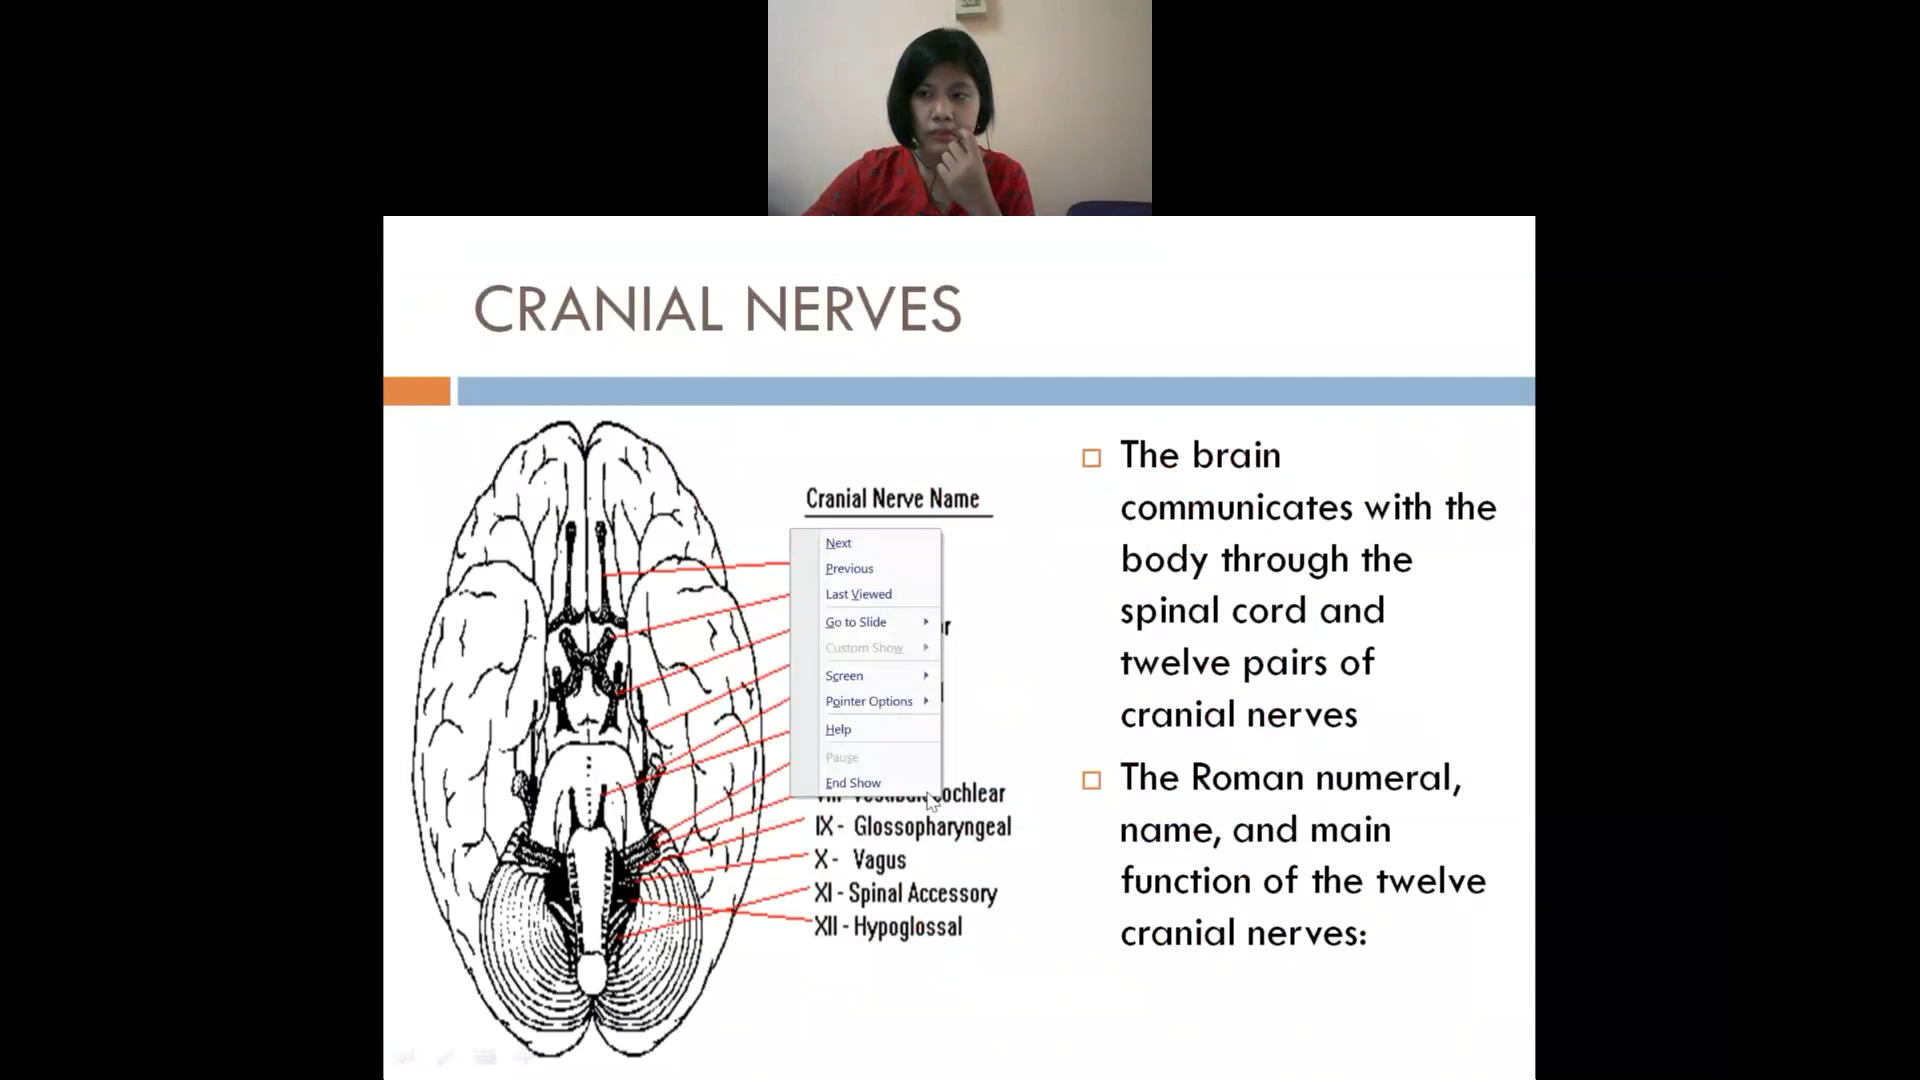 CRANIAL NERVES
Cranial Nerve Name
Next
Previous
Last Viewed
Go to Slide
Custom Show
Screen
Pointer Options
Help
Pause
End Show
IX - Glossopharyngeal
X - Vagus
XI - Spinal Accessory
XII - Hypoglossal
The brain
communicates with the
body through the
spinal cord and
twelve pairs of
cranial nerves
The Roman numeral,
name, and main
function of the twelve
cranial nerves: